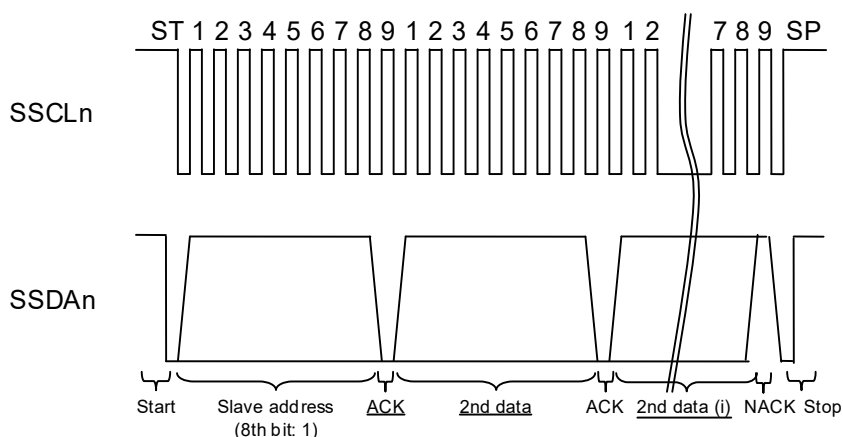 ST 1 2 3 4 5 6 7 8 9 1 2 3 4 5 6 7 8 9 1 2 7 8 9 SP
SSCLn
SSDAn
Start Slave address ACK 2nd data ACK 2nd data (i) NACK Stop
(8th bit: 1)